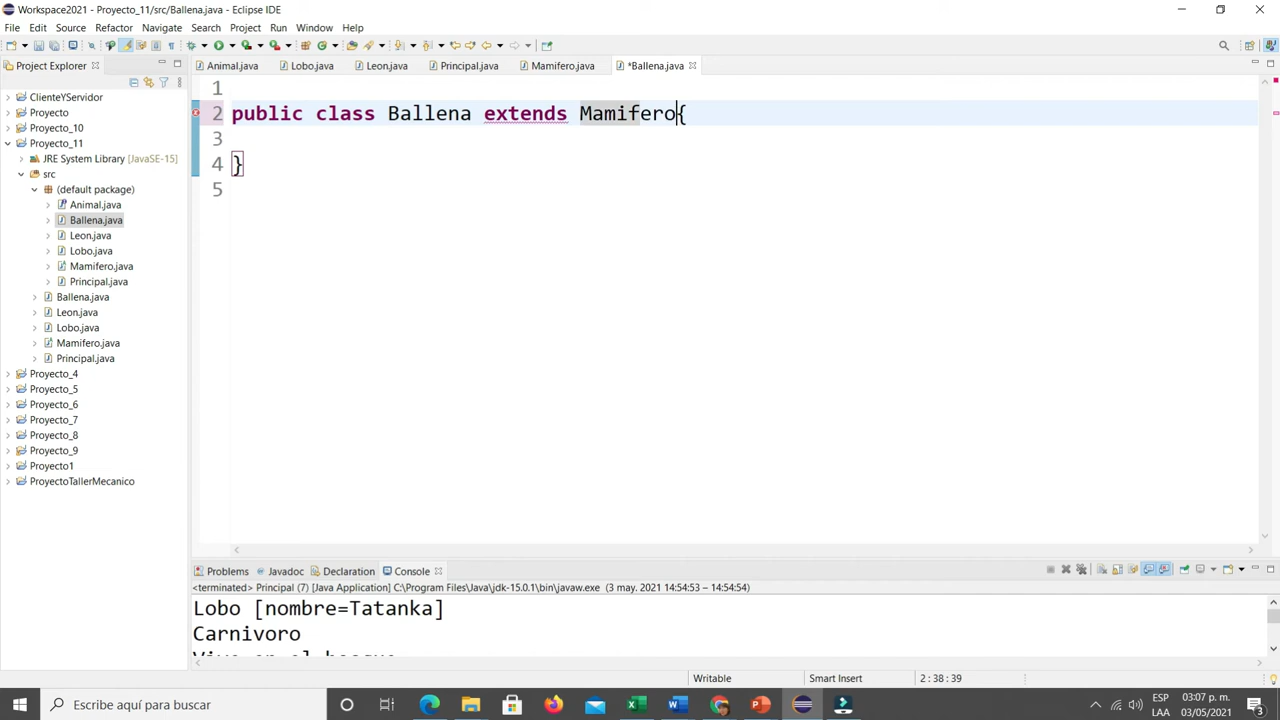 Workspace2021 - Proyecto_11/src/Ballena.java - Eclipse IDE
File Edit Source Refactor Navigate Search Project Run Window Help
Project Explorer
Animal.java Lobo.java Leon.java Principal.java Mamifero.java *Ballena.java
ClienteYServidor
Proyecto
Proyecto_10
Proyecto_11
JRE System Library [JavaSE-15]
src
(default package)
Animal.java
Ballena.java
Leon.java
Lobo.java
Mamifero.java
Principal.java
Ballena.java
Leon.java
Lobo.java
Mamifero.java
Principal.java
Proyecto_4
Proyecto_5
Proyecto_6
Proyecto_7
Proyecto_8
Proyecto_9
Proyecto1
ProyectoTallerMecanico
1
2 public class Ballena extends Mamifero{
3
4 }
5
Problems Javadoc Declaration Console
<terminated> Principal (7) [Java Application] C:\Program Files\Java\jdk-15.0.1\bin\javaw.exe (3 may. 2021 14:54:53 – 14:54:54)
Lobo [nombre=Tatanka]
Carnivoro
Vive en el bosque
Writable Smart Insert 2 : 38 : 39
Escribe aquí para buscar
ESP 03:07 p. m.
LAA 03/05/2021
3